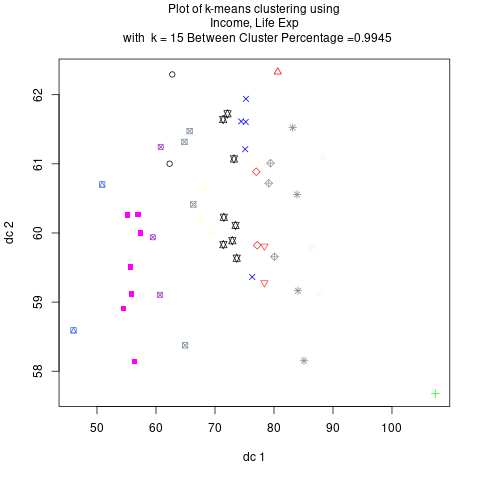 Plot of k-means clustering using
Income, Life Exp
with k = 15 Between Cluster Percentage =0.9945
62
61
60
59
58
dc 2
50 60 70 80 90 100
dc 1